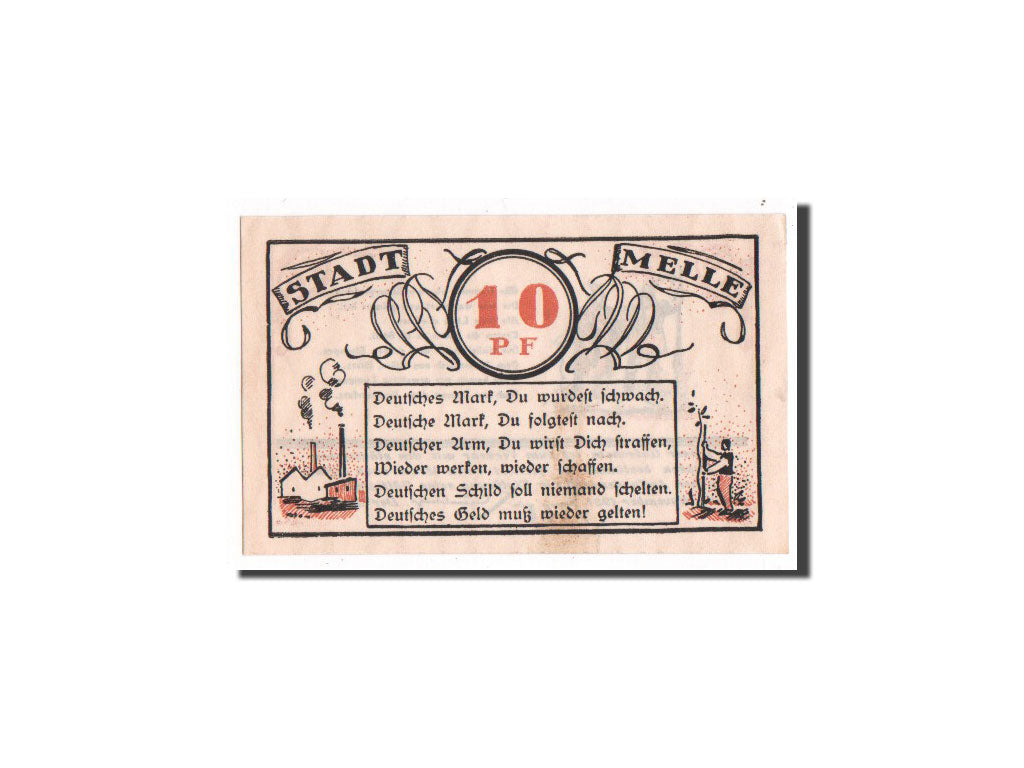 STADT MELLE
10
PF
Deutſches Mark, Du wurdeſt ſchwach.
Deutſche Mark, Du folgteſt nach.
Deutſcher Arm, Du wirſt Dich ſtraffen,
Wieder werken, wieder ſchaffen.
Deutſchen Schild ſoll niemand ſchelten.
Deutſches Geld muß wieder gelten!